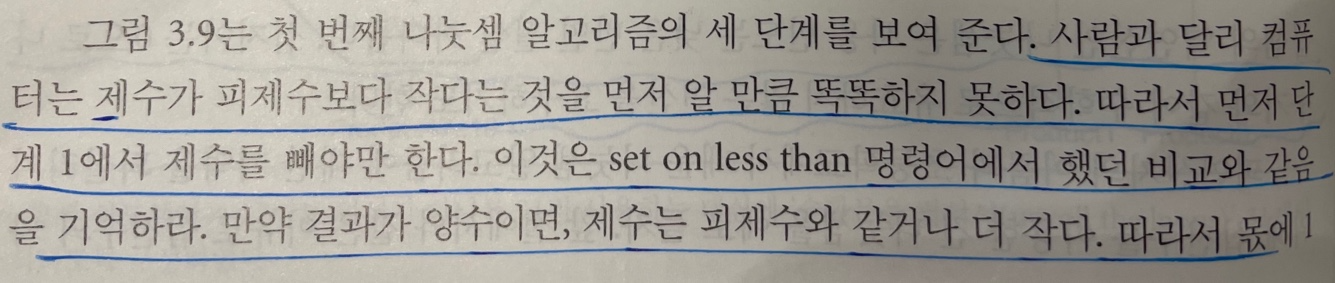 그림 3.9는 첫 번째 나눗셈 알고리즘의 세 단계를 보여 준다. 사람과 달리 컴퓨
터는 제수가 피제수보다 작다는 것을 먼저 알 만큼 똑똑하지 못하다. 따라서 먼저 단
계 1에서 제수를 빼야만 한다. 이것은 set on less than 명령어에서 했던 비교와 같음
을 기억하라. 만약 결과가 양수이면, 제수는 피제수와 같거나 더 작다. 따라서 몫에 1